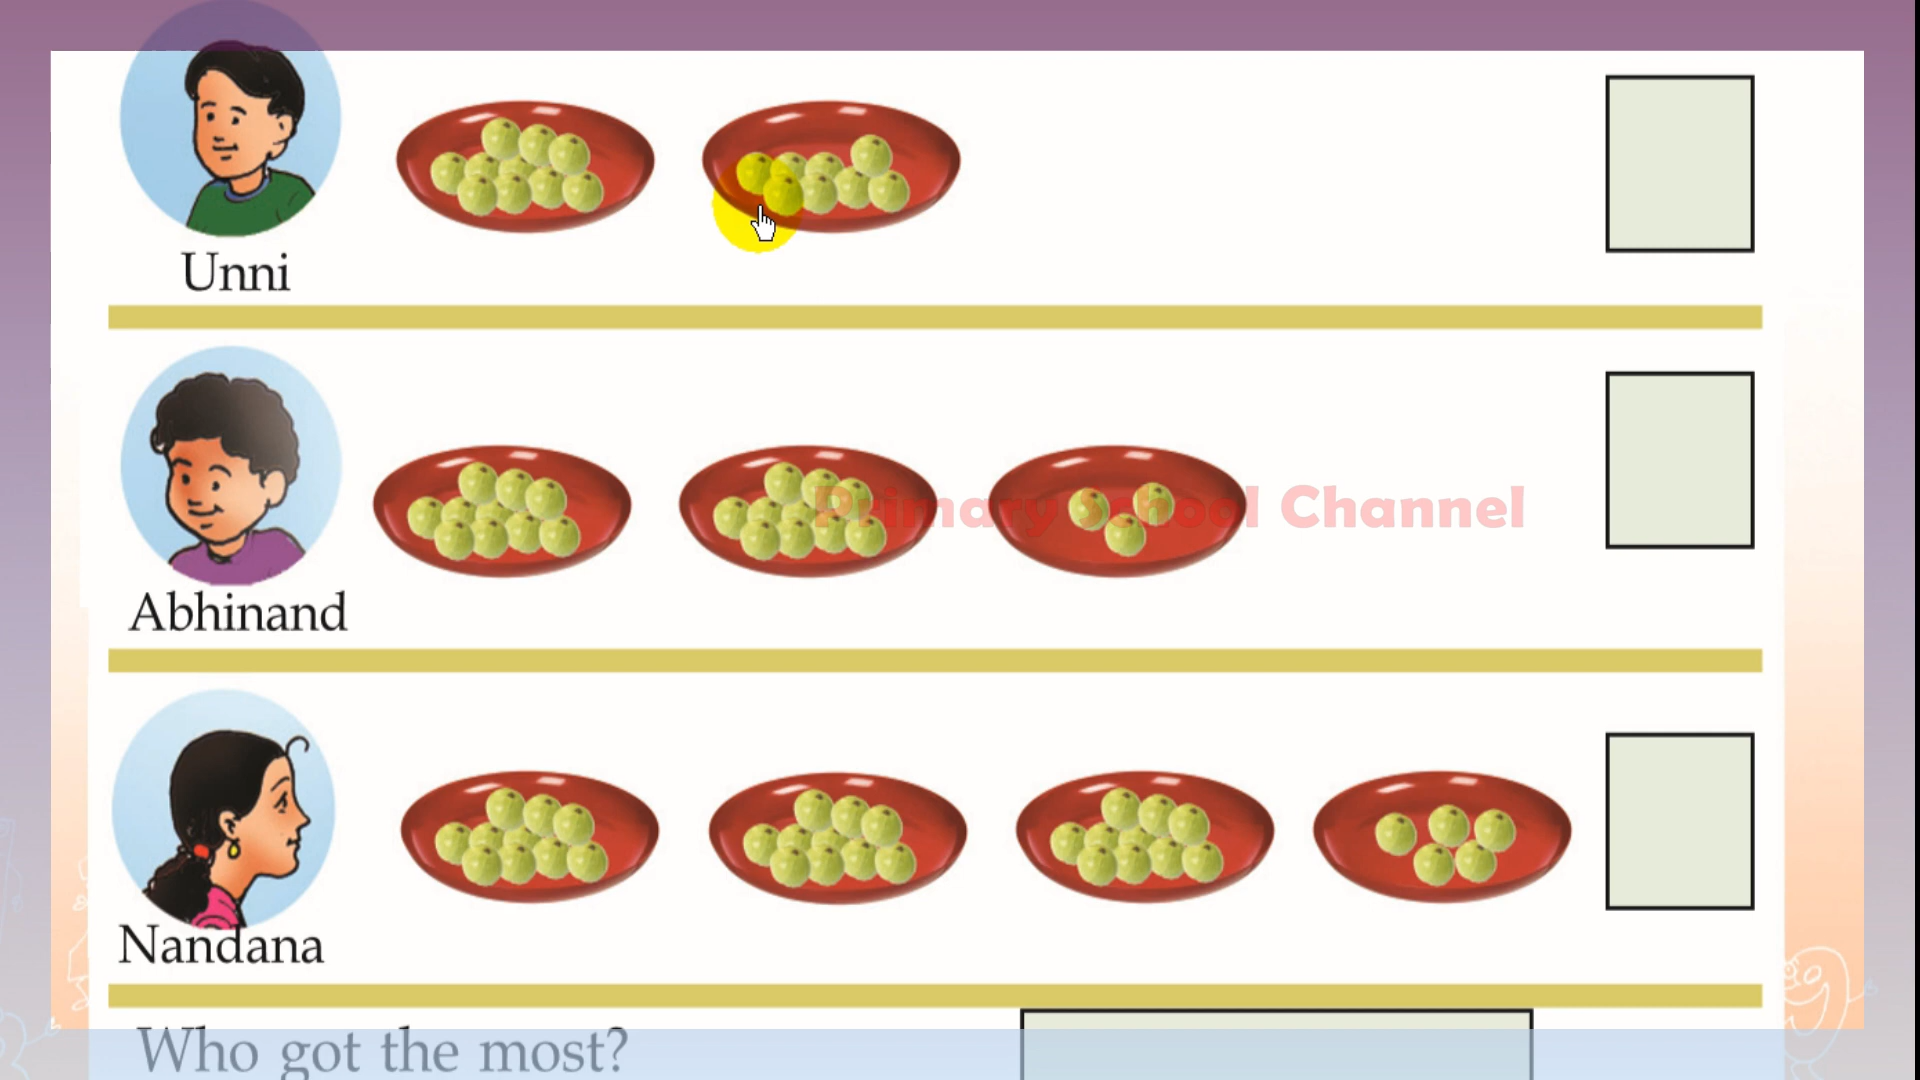 Unni
Primary School Channel
Abhinand
Nandana
Who got the most?